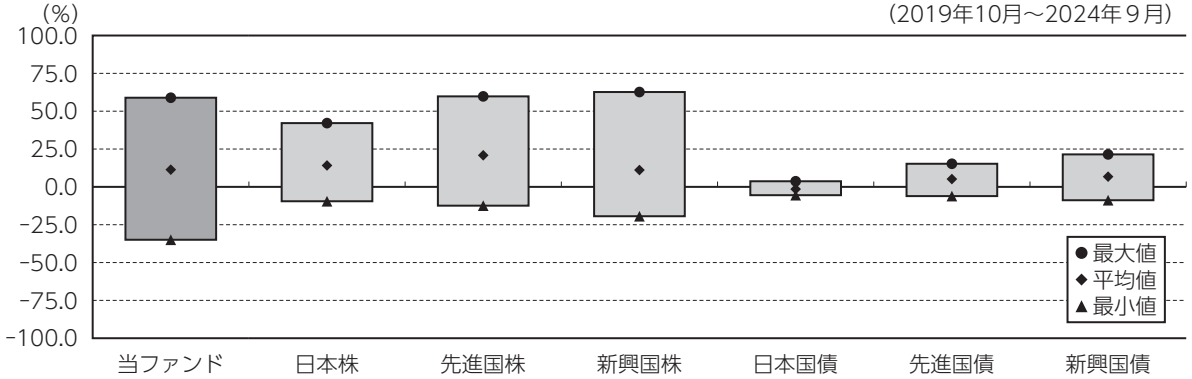 (%)
(2019年10月～2024年９月)
100.0
75.0
50.0
25.0
0.0
-25.0
-50.0
-75.0
-100.0
最大値
平均値
最小値
当ファンド 日本株 先進国株 新興国株 日本国債 先進国債 新興国債